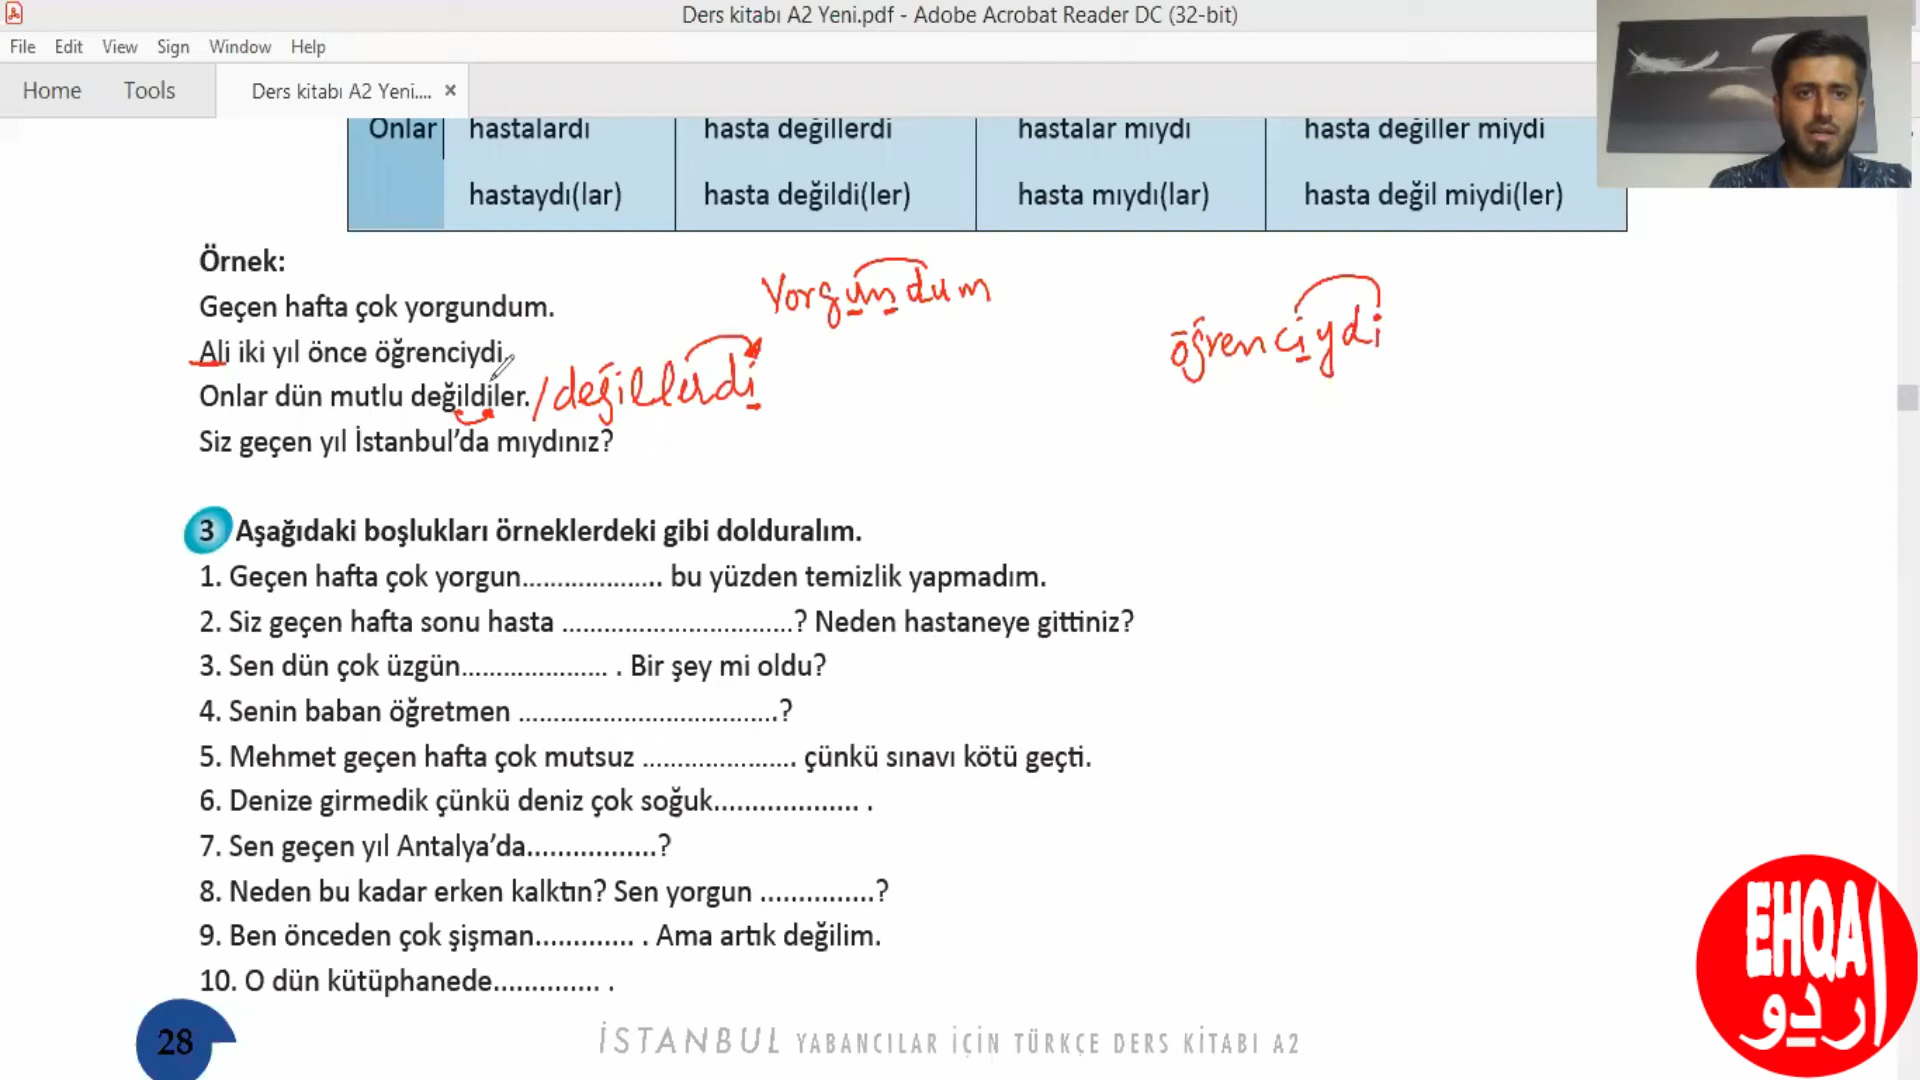 Ders kitabı A2 Yeni.pdf - Adobe Acrobat Reader DC (32-bit)
File Edit View Sign Window Help
Home Tools Ders kitabı A2 Yeni.... ×
Onlar hastalardı hasta değillerdi hastalar mıydı hasta değiller miydi
hastaydı(lar) hasta değildi(ler) hasta mıydı(lar) hasta değil miydi(ler)
Örnek:
Geçen hafta çok yorgundum.
Yorgundum
Ali iki yıl önce öğrenciydi.
öğrenciydi
Onlar dün mutlu değildiler. /değillerdi
Siz geçen yıl İstanbul’da mıydınız?
3 Aşağıdaki boşlukları örneklerdeki gibi dolduralım.
1. Geçen hafta çok yorgun................... bu yüzden temizlik yapmadım.
2. Siz geçen hafta sonu hasta ................................? Neden hastaneye gittiniz?
3. Sen dün çok üzgün.................... . Bir şey mi oldu?
4. Senin baban öğretmen ....................................?
5. Mehmet geçen hafta çok mutsuz ..................... çünkü sınavı kötü geçti.
6. Denize girmedik çünkü deniz çok soğuk................... .
7. Sen geçen yıl Antalya’da.................?
8. Neden bu kadar erken kalktın? Sen yorgun ...............?
9. Ben önceden çok şişman............. . Ama artık değilim.
10. O dün kütüphanede.............. .
28
İSTANBUL YABANCILAR İÇİN TÜRKÇE DERS KİTABI A2
EHQA
اردو